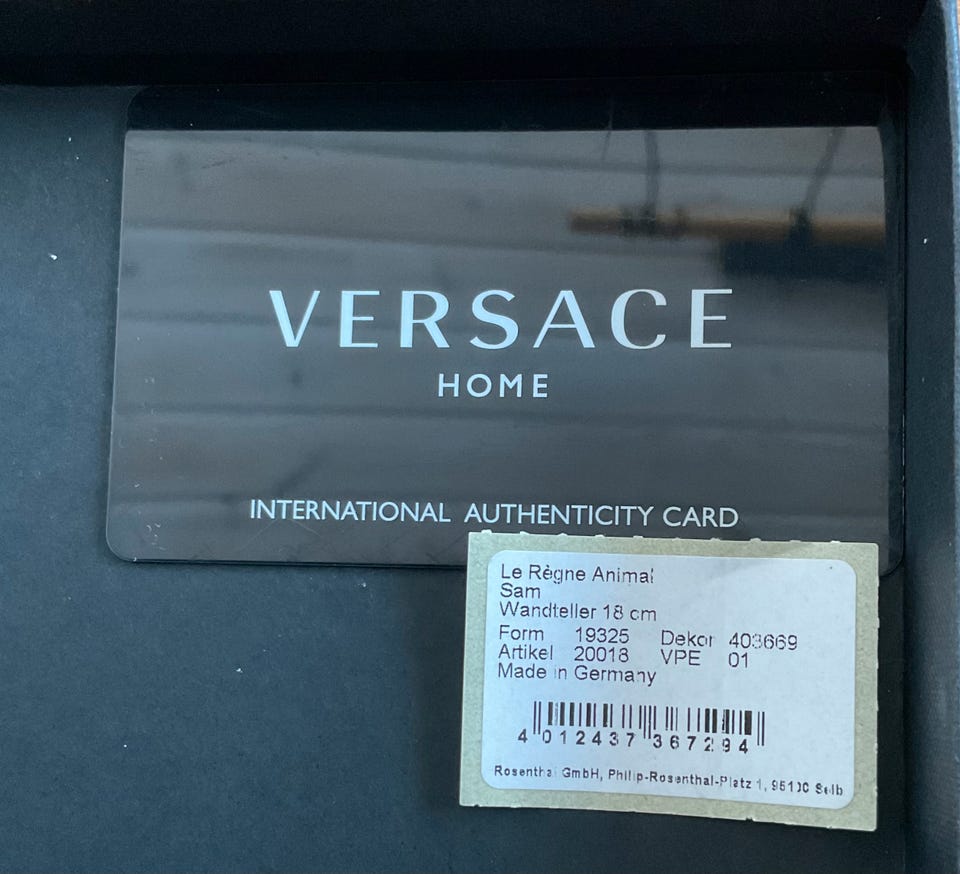 VERSACE
HOME
INTERNATIONAL AUTHENTICITY CARD
Le Règne Animal
Sam
Wandteller 18 cm
Form 19325 Dekor 403669
Artikel 20018 VPE 01
Made in Germany
4 012437 367294
Rosenthal GmbH, Philip-Rosenthal-Platz 1, 95100 Selb